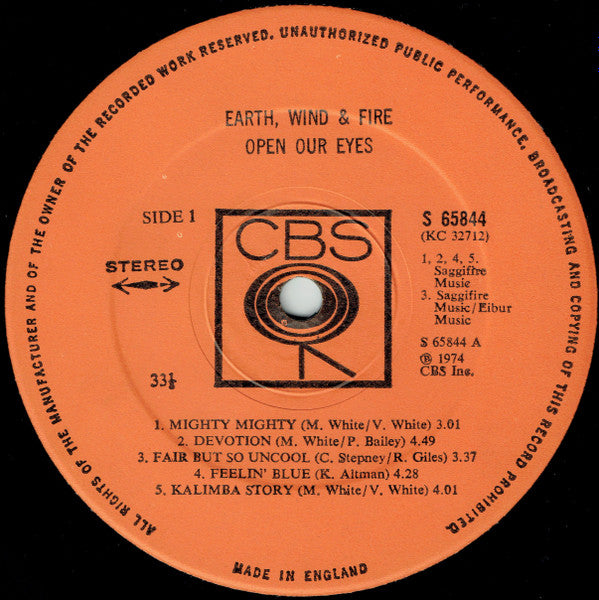 ALL RIGHTS OF THE MANUFACTURER AND OF THE OWNER OF THE RECORDED WORK RESERVED. UNAUTHORIZED PUBLIC PERFORMANCE, BROADCASTING AND COPYING OF THIS RECORD PROHIBITED.
EARTH, WIND & FIRE
OPEN OUR EYES
SIDE 1
STEREO
33⅓
CBS
S 65844
(KC 32712)
1, 2, 4, 5.
Saggifire
Music
3. Saggifire
Music/Eibur
Music
S 65844 A
℗ 1974
CBS Inc.
1. MIGHTY MIGHTY (M. White/V. White) 3.01
2. DEVOTION (M. White/P. Bailey) 4.49
3. FAIR BUT SO UNCOOL (C. Stepney/R. Giles) 3.37
4. FEELIN' BLUE (K. Altman) 4.28
5. KALIMBA STORY (M. White/V. White) 4.01
MADE IN ENGLAND